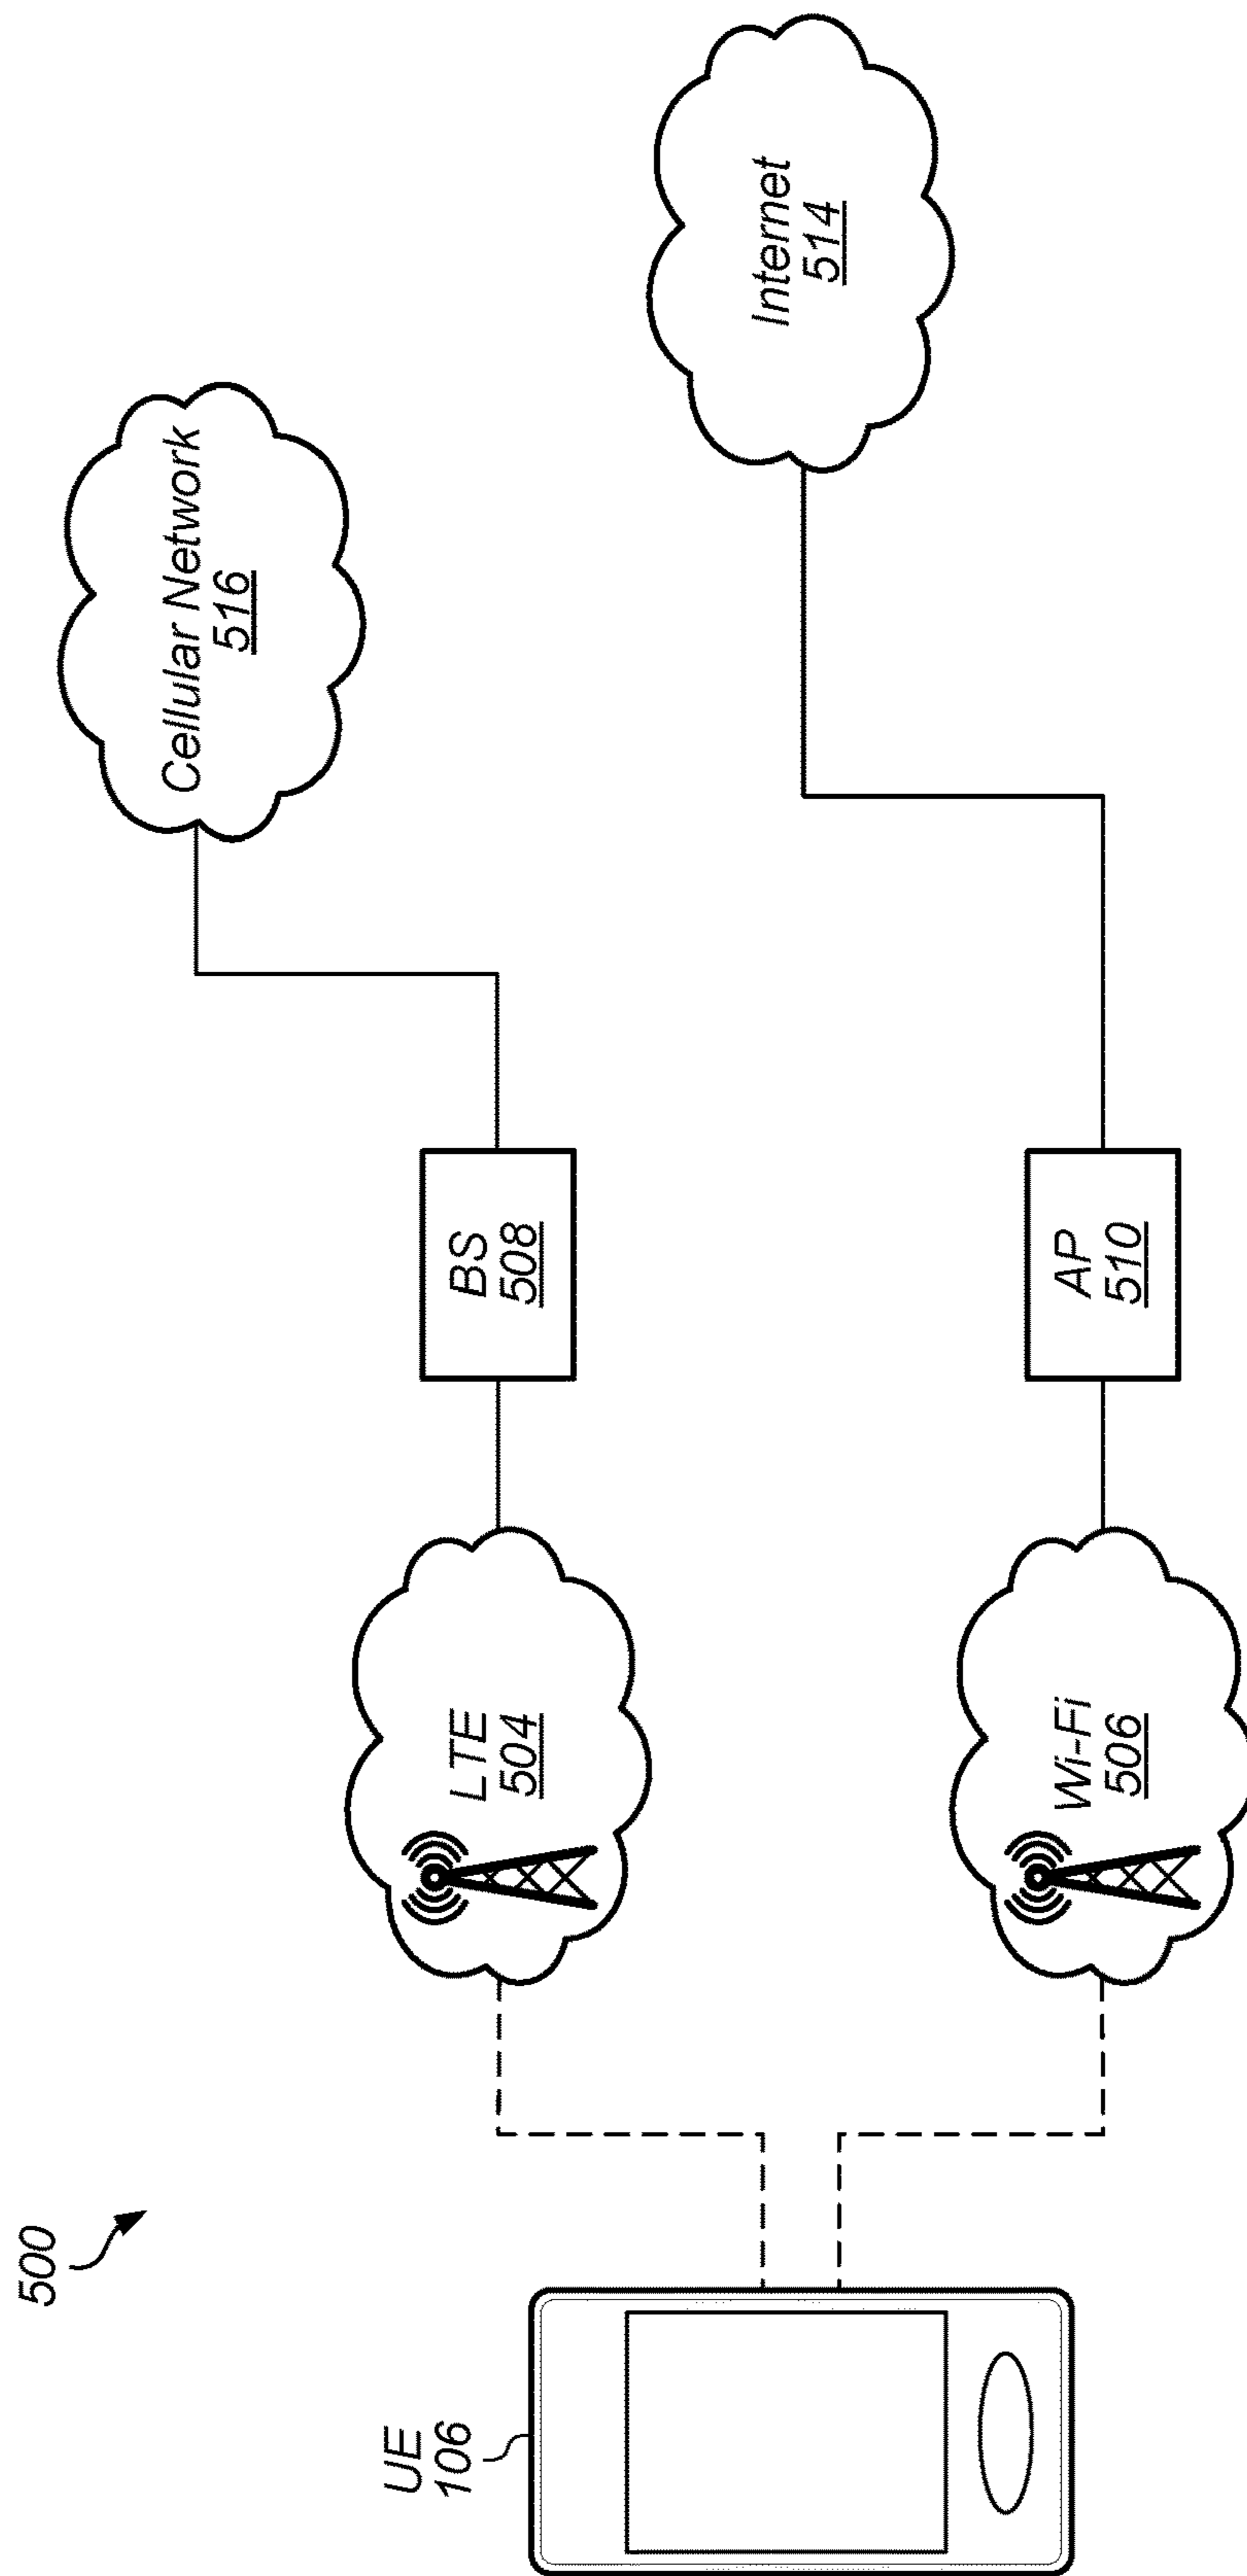 500
UE
106
LTE
504
Wi-Fi
506
BS
508
AP
510
Cellular Network
516
Internet
514